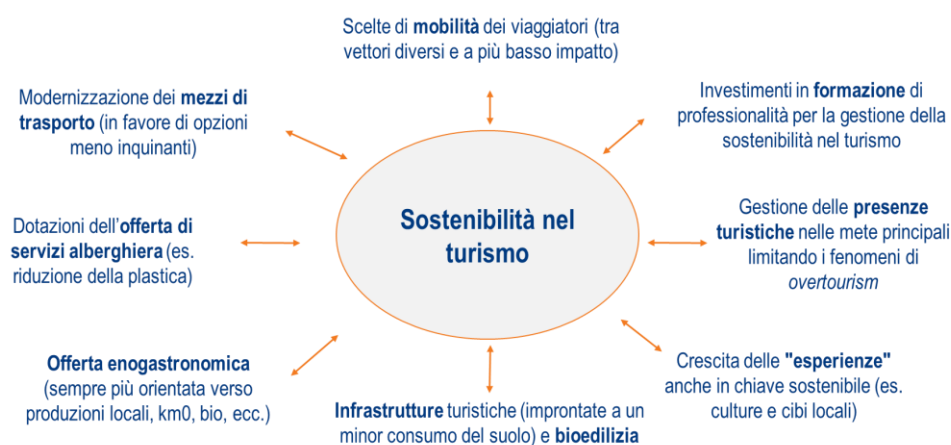 Scelte di mobilità dei viaggiatori (tra
vettori diversi e a più basso impatto)
Modernizzazione dei mezzi di
trasporto (in favore di opzioni
meno inquinanti)
Investimenti in formazione di
professionalità per la gestione della
sostenibilità nel turismo
Dotazioni dell'offerta di
servizi alberghiera (es.
riduzione della plastica)
Sostenibilità nel
turismo
Gestione delle presenze
turistiche nelle mete principali
limitando i fenomeni di
overtourism
Offerta enogastronomica
(sempre più orientata verso
produzioni locali, km0, bio, ecc.)
Infrastrutture turistiche (improntate a un
minor consumo del suolo) e bioedilizia
Crescita delle "esperienze"
anche in chiave sostenibile (es.
culture e cibi locali)